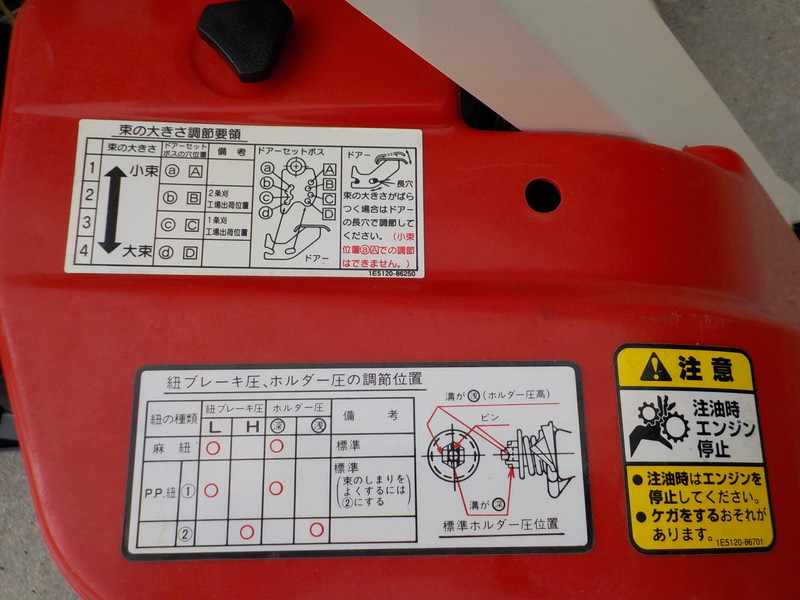 束の大きさ調節要領
束の大きさ
ドアーセット
ボスの穴位置
備考
1 小束 ⓐ A
2 ⓑ B 2条刈
工場出荷位置
3 ⓒ C 1条刈
工場出荷位置
4 大束 ⓓ D
ドアーセットボス
ⓐ A
ⓑ B
ⓒ C
ⓓ D
ドアー
ドアー
長穴
束の大きさがばら
つく場合はドアー
の長穴で調節して
ください。(小束
位置ⓐAでの調節
はできません。)
1E5120-86250
紐ブレーキ圧、ホルダー圧の調節位置
紐の種類 紐ブレーキ圧 ホルダー圧 備考
L H 深 浅
麻紐 ○ ○ 標準
P.P.紐 ① ○ ○ 標準
(束のしまりを
よくするには
②にする)
② ○ ○
溝が浅(ホルダー圧高)
ピン
溝が深
標準ホルダー圧位置
注意
注油時
エンジン
停止
●注油時はエンジンを
停止してください。
●ケガをするおそれが
あります。
1E5120-86701